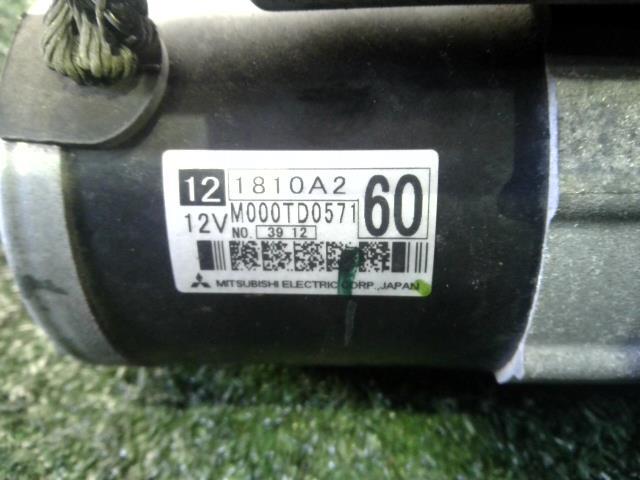 12 1810A2 60
12V M000TD0571
NO. 39 12
MITSUBISHI ELECTRIC CORP.,JAPAN